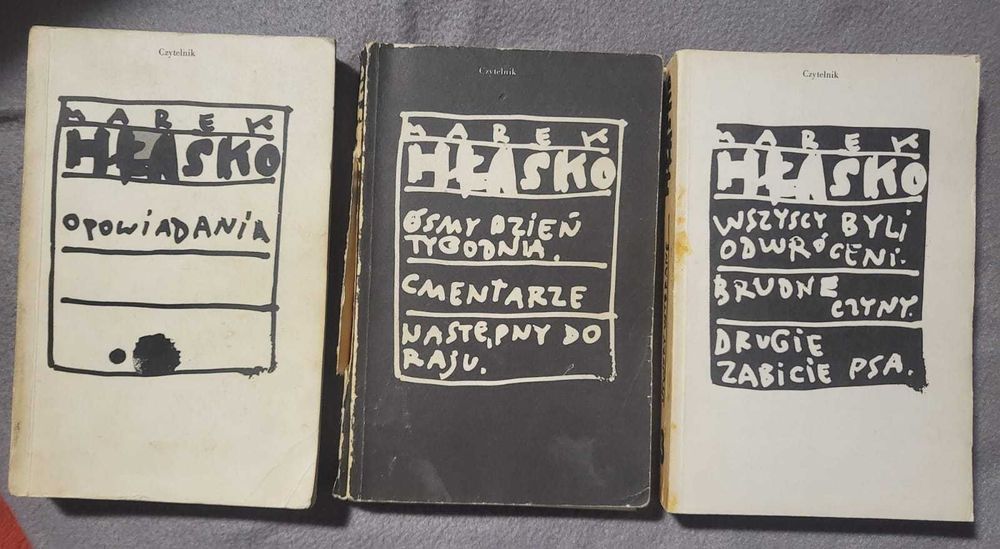 Czytelnik
MAREK
HŁASKO
OPOWIADANIA
Czytelnik
MAREK
HŁASKO
ÓSMY DZIEŃ
TYGODNIA.
CMENTARZE
NASTĘPNY DO
RAJU.
Czytelnik
MAREK
HŁASKO
WSZYSCY BYLI
ODWRÓCENI.
BRUDNE
CZYNY.
DRUGIE
ZABICIE PSA.